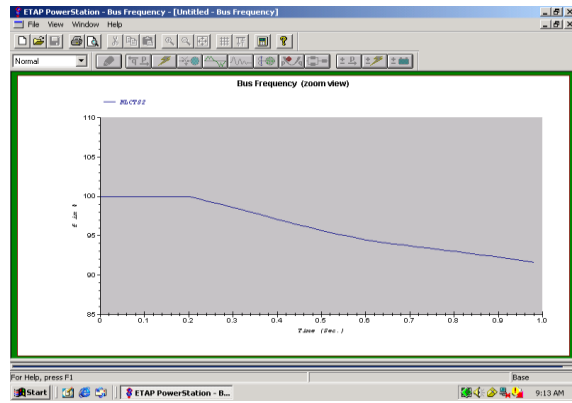 ETAP PowerStation - Bus Frequency - [Untitled - Bus Frequency]
File View Window Help
Normal
Bus Frequency (zoom view)
MLCTS2
110
105
100
95
90
85
f in %
0 0.1 0.2 0.3 0.4 0.5 0.6 0.7 0.8 0.9 1.0
Time (Sec.)
For Help, press F1
Base
Start
ETAP PowerStation - B...
9:13 AM